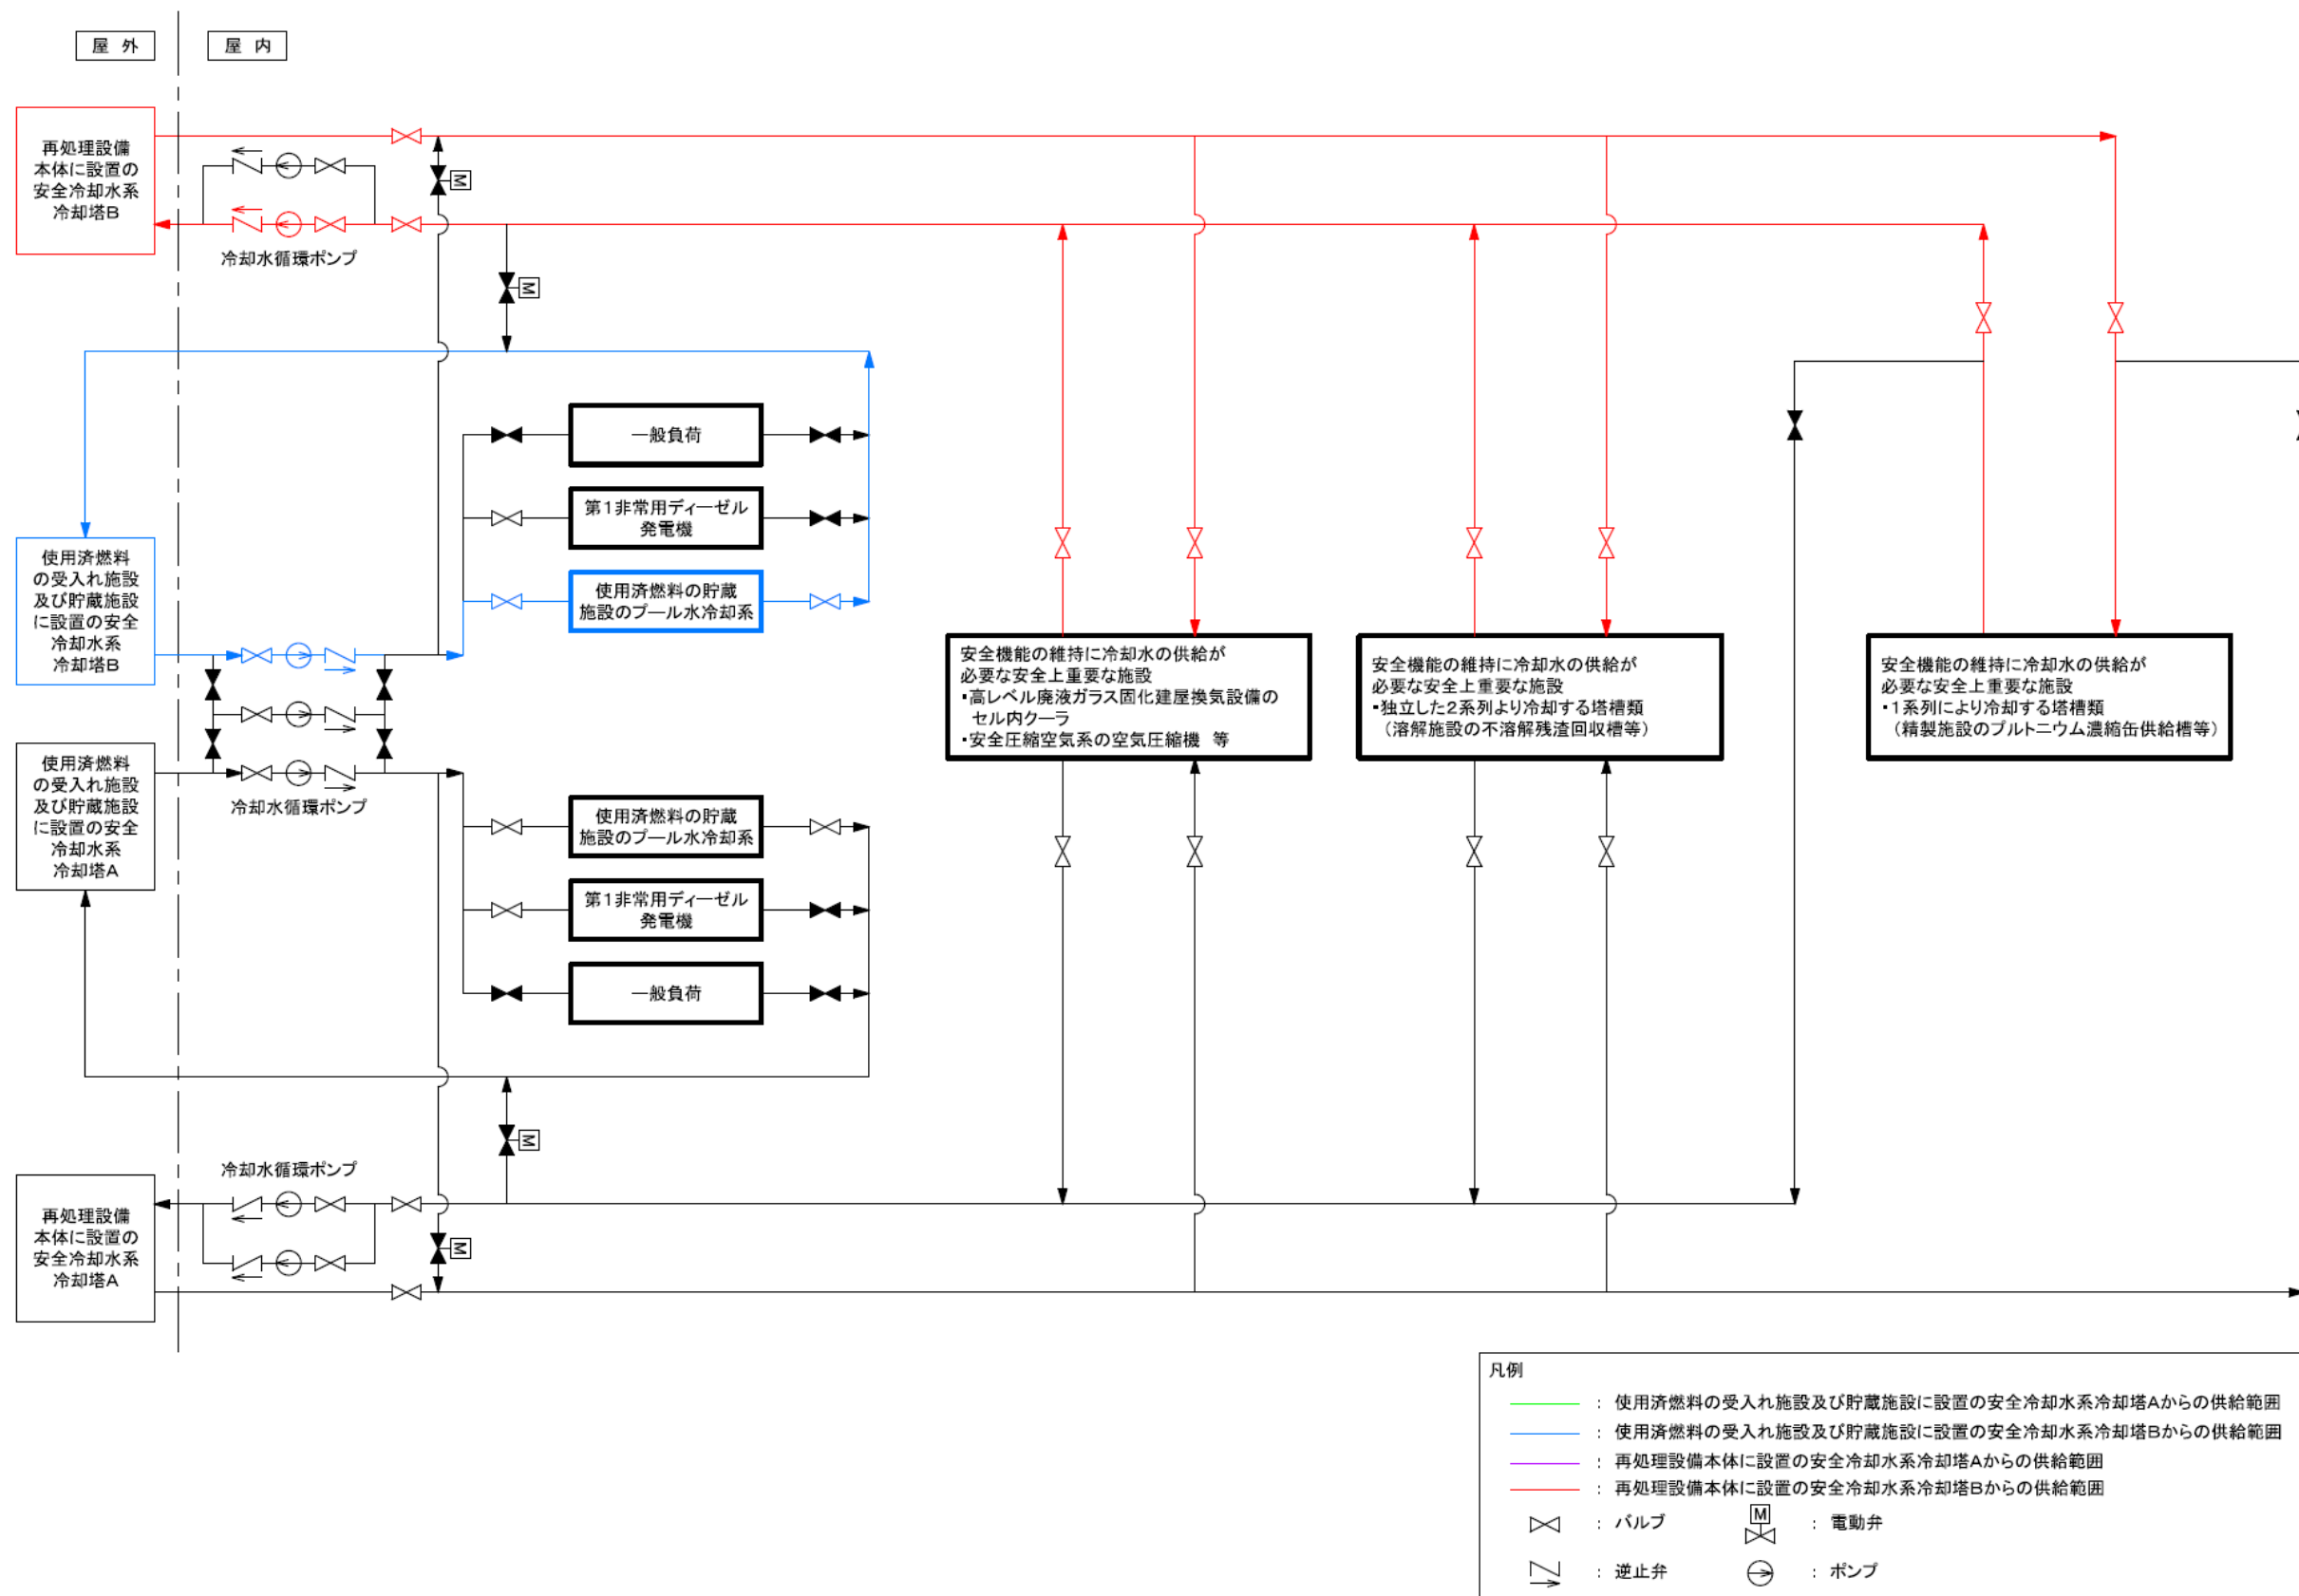 屋 外
屋 内
再処理設備
本体に設置の
安全冷却水系
冷却塔B
M
冷却水循環ポンプ
M
一般負荷
第1非常用ディーゼル
発電機
使用済燃料の貯蔵
施設のプール水冷却系
使用済燃料
の受入れ施設
及び貯蔵施設
に設置の安全
冷却水系
冷却塔B
安全機能の維持に冷却水の供給が
必要な安全上重要な施設
・高レベル廃液ガラス固化建屋換気設備の
セル内クーラ
・安全圧縮空気系の空気圧縮機 等
安全機能の維持に冷却水の供給が
必要な安全上重要な施設
・独立した2系列より冷却する塔槽類
(溶解施設の不溶解残渣回収槽等)
安全機能の維持に冷却水の供給が
必要な安全上重要な施設
・1系列により冷却する塔槽類
(精製施設のプルトニウム濃縮缶供給槽等)
使用済燃料
の受入れ施設
及び貯蔵施設
に設置の安全
冷却水系
冷却塔A
冷却水循環ポンプ
使用済燃料の貯蔵
施設のプール水冷却系
第1非常用ディーゼル
発電機
一般負荷
M
冷却水循環ポンプ
再処理設備
本体に設置の
安全冷却水系
冷却塔A
M
凡例
: 使用済燃料の受入れ施設及び貯蔵施設に設置の安全冷却水系冷却塔Aからの供給範囲
: 使用済燃料の受入れ施設及び貯蔵施設に設置の安全冷却水系冷却塔Bからの供給範囲
: 再処理設備本体に設置の安全冷却水系冷却塔Aからの供給範囲
: 再処理設備本体に設置の安全冷却水系冷却塔Bからの供給範囲
: バルブ
M
: 電動弁
: 逆止弁
: ポンプ